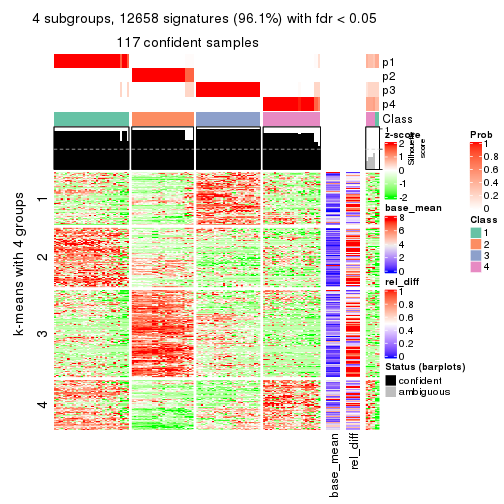 4 subgroups, 12658 signatures (96.1%) with fdr < 0.05
117 confident samples
p1
p2
p3
p4
Class
1
Silhouette
score
z-score
2
1
0
-1
-2
base_mean
8
6
4
2
0
rel_diff
1
0.8
0.6
0.4
0.2
0
Status (barplots)
confident
ambiguous
Prob
1
0.8
0.6
0.4
0.2
0
Class
1
2
3
4
k-means with 4 groups
1
2
3
4
base_mean
rel_diff